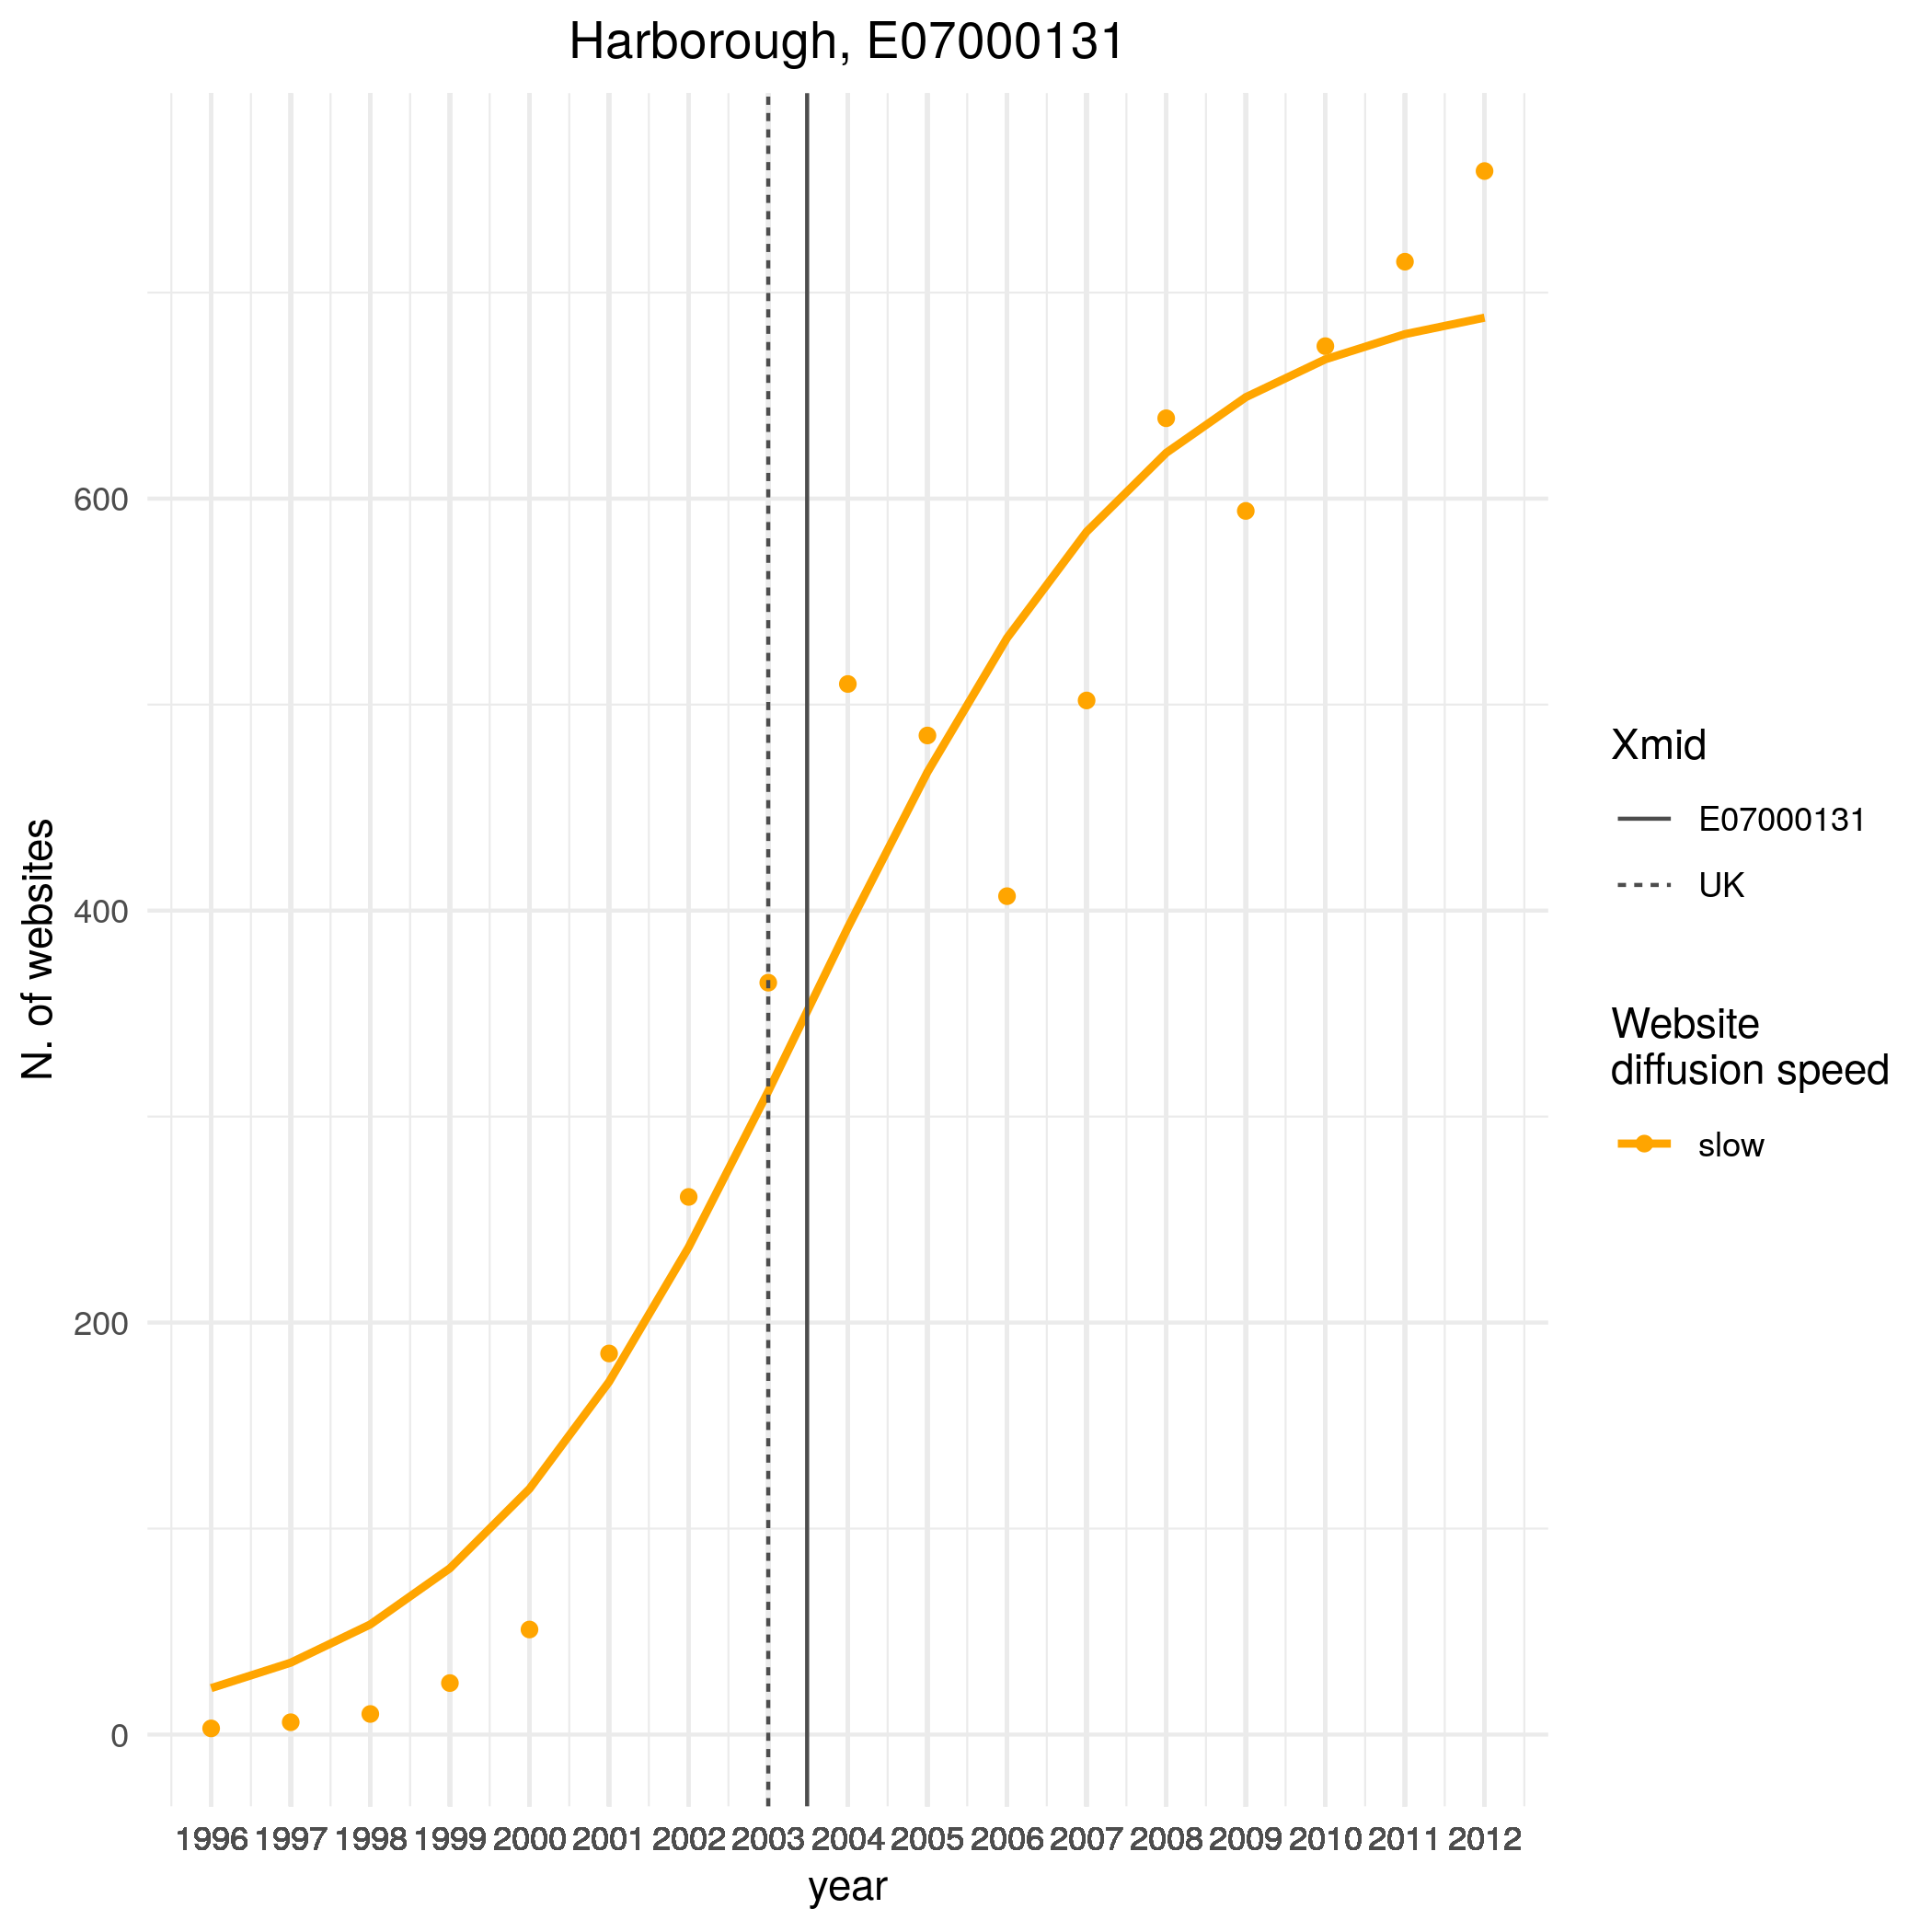 Harborough, E07000131
N. of websites
600
400
200
0
1996 1997 1998 1999 2000 2001 2002 2003 2004 2005 2006 2007 2008 2009 2010 2011 2012
year
Xmid
E07000131
UK
Website
diffusion speed
slow